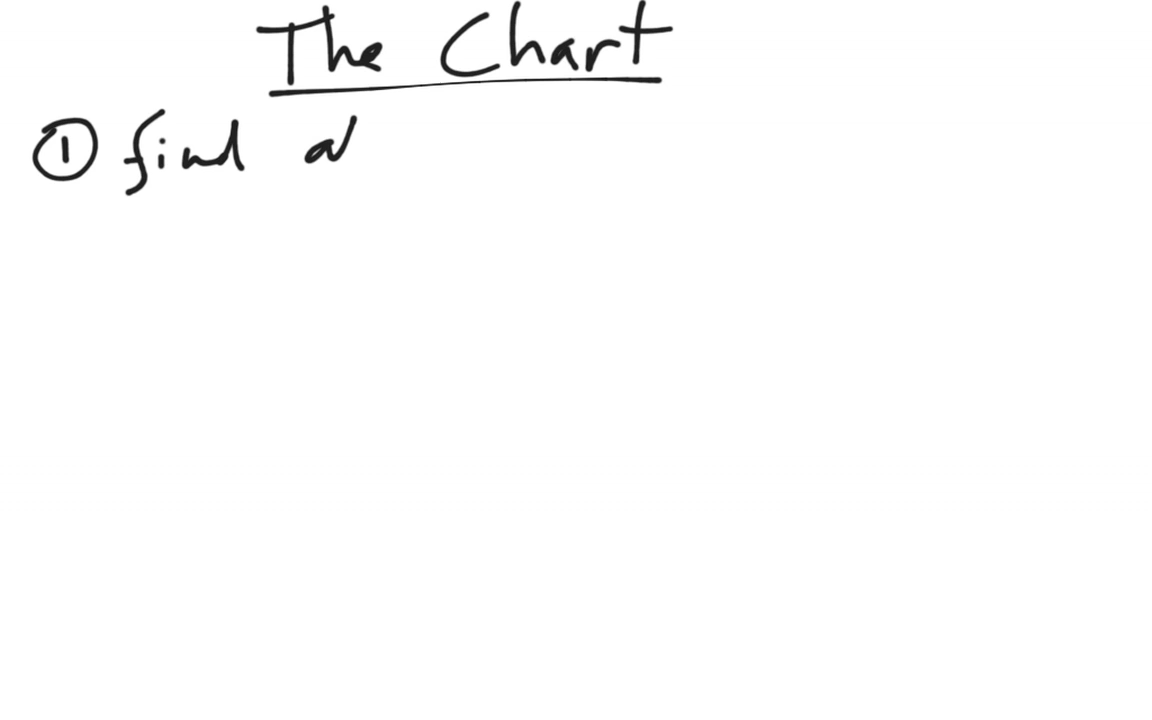 The Chart
① find